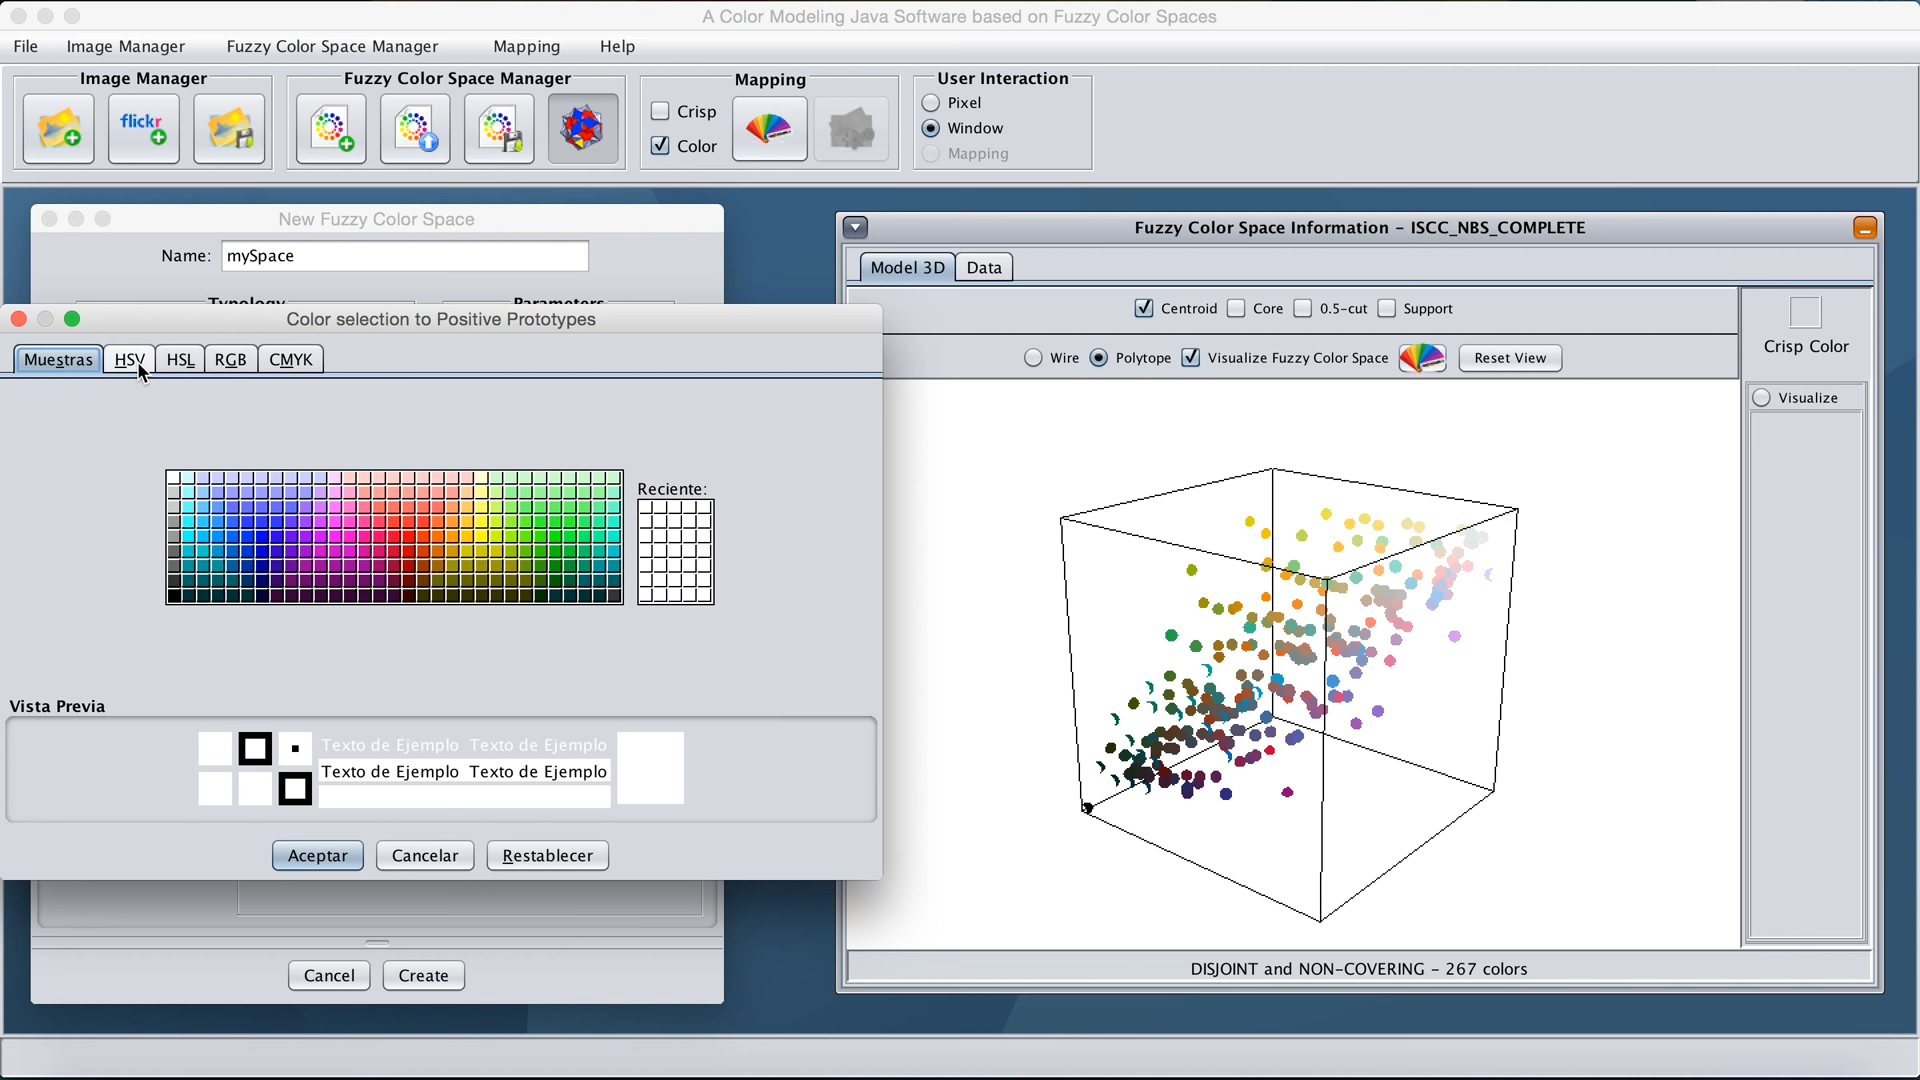 A Color Modeling Java Software based on Fuzzy Color Spaces
File Image Manager Fuzzy Color Space Manager Mapping Help
Image Manager Fuzzy Color Space Manager Mapping User Interaction
flickr
Crisp
Color
Pixel
Window
Mapping
New Fuzzy Color Space
Name: mySpace
Typology Parameters
Color selection to Positive Prototypes
Muestras HSV HSL RGB CMYK
Reciente:
Vista Previa
Texto de Ejemplo Texto de Ejemplo
Texto de Ejemplo Texto de Ejemplo
Aceptar Cancelar Restablecer
Cancel Create
Fuzzy Color Space Information - ISCC_NBS_COMPLETE
Model 3D Data
Centroid Core 0.5-cut Support
Wire Polytope Visualize Fuzzy Color Space Reset View
Crisp Color
Visualize
DISJOINT and NON-COVERING - 267 colors